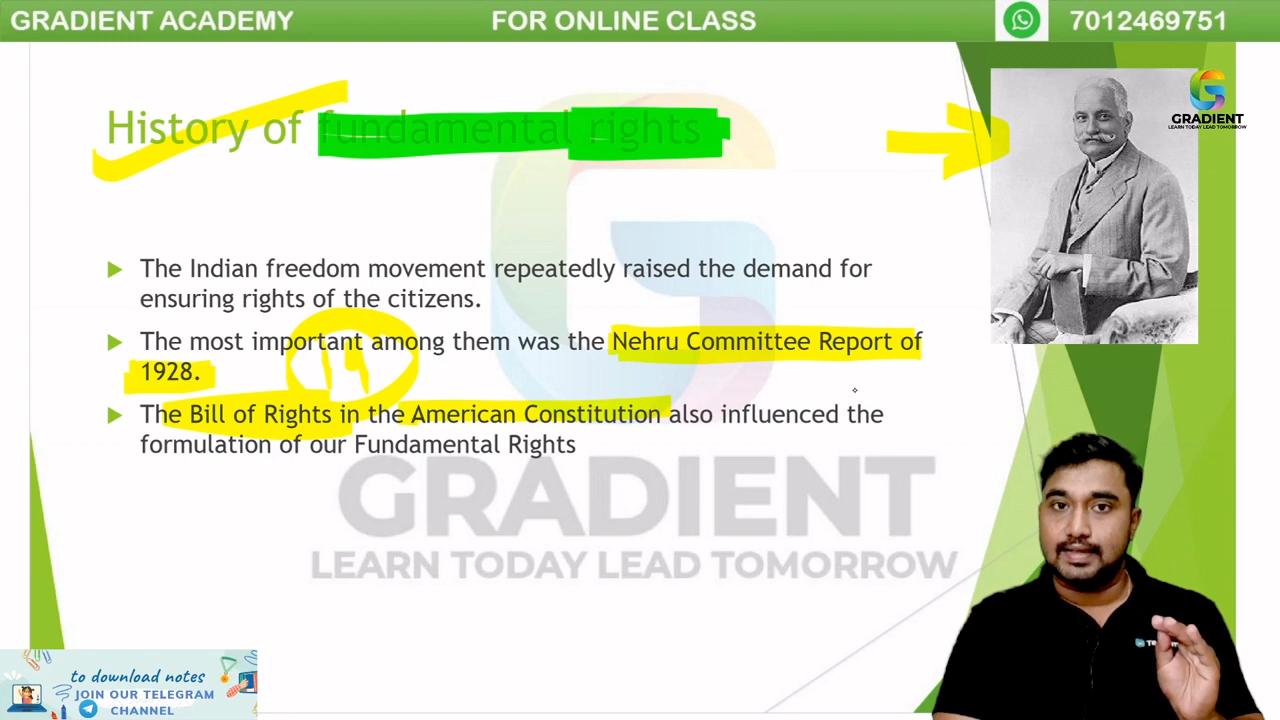 GRADIENT ACADEMY
FOR ONLINE CLASS
7012469751
History of fundamental rights
GRADIENT
LEARN TODAY LEAD TOMORROW
The Indian freedom movement repeatedly raised the demand for
ensuring rights of the citizens.
The most important among them was the Nehru Committee Report of
1928.
14
The Bill of Rights in the American Constitution also influenced the
formulation of our Fundamental Rights
GRADIENT
LEARN TODAY LEAD TOMORROW
to download notes
JOIN OUR TELEGRAM
CHANNEL